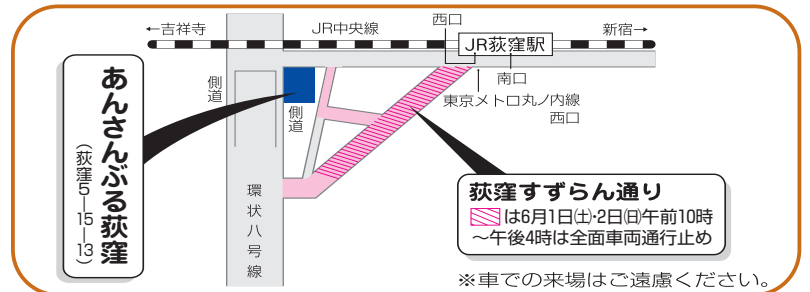 ←吉祥寺
JR中央線
西口
JR荻窪駅
新宿→
南口
東京メトロ丸ノ内線
西口
側道
側道
あんさんぶる荻窪
(荻窪5―15―13)
環状八号線
荻窪すずらん通り
は6月1日㈯・2日㈰午前10時
～午後4時は全面車両通行止め
※車での来場はご遠慮ください。